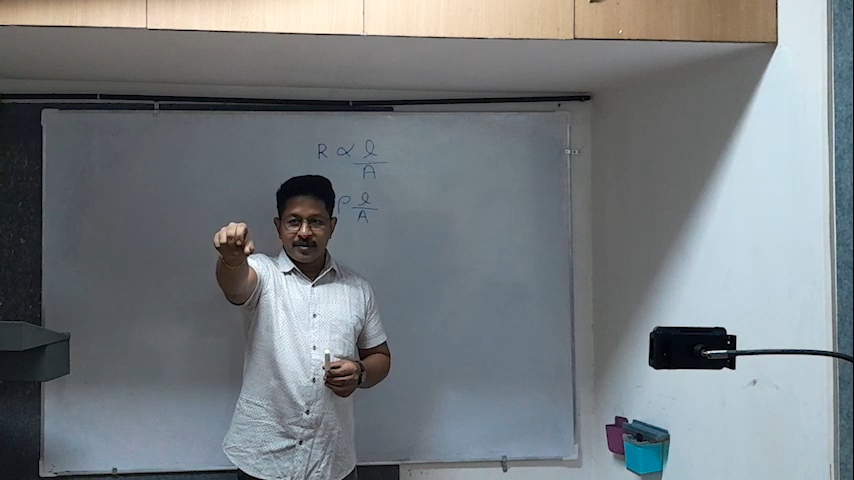 R ∝ l/A
ρ l/A